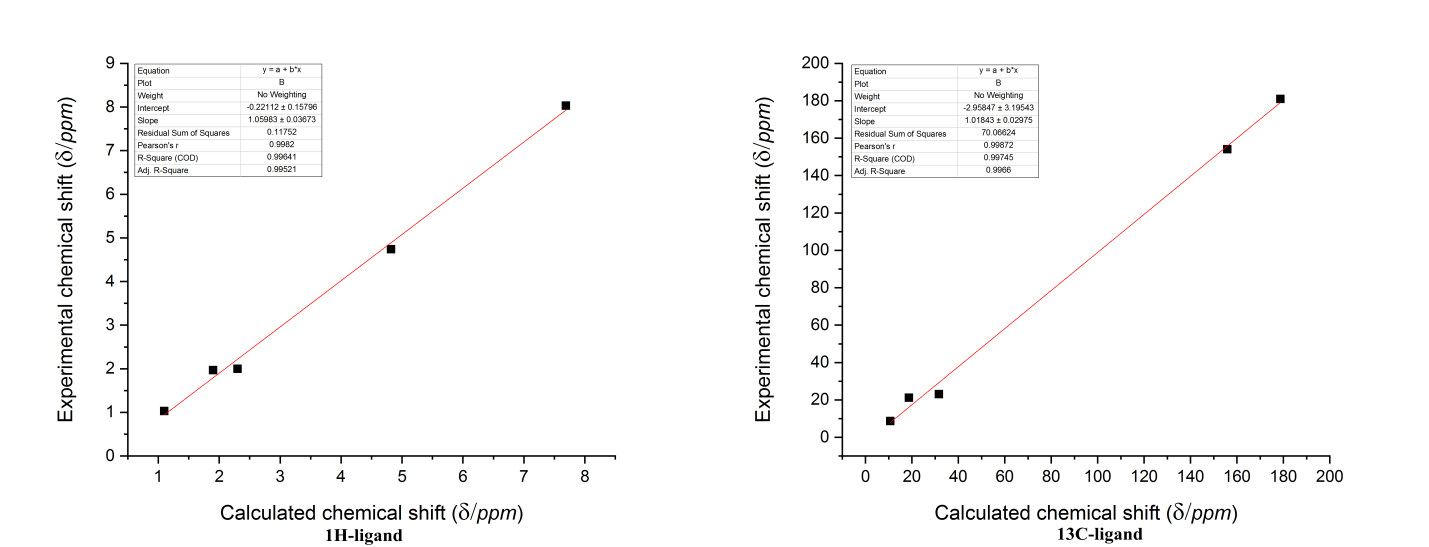 Equation y = a + b*x
Plot B
Weight No Weighting
Intercept -0.22112 ± 0.15796
Slope 1.05983 ± 0.03673
Residual Sum of Squares 0.11752
Pearson's r 0.9982
R-Square (COD) 0.99641
Adj. R-Square 0.99521
9
8
7
6
5
4
3
2
1
0
Experimental chemical shift (δ/ppm)
1 2 3 4 5 6 7 8
Calculated chemical shift (δ/ppm)
1H-ligand
Equation y = a + b*x
Plot B
Weight No Weighting
Intercept -2.95847 ± 3.19543
Slope 1.01843 ± 0.02975
Residual Sum of Squares 70.06624
Pearson's r 0.99872
R-Square (COD) 0.99745
Adj. R-Square 0.9966
200
180
160
140
120
100
80
60
40
20
0
Experimental chemical shift (δ/ppm)
0 20 40 60 80 100 120 140 160 180 200
Calculated chemical shift (δ/ppm)
13C-ligand